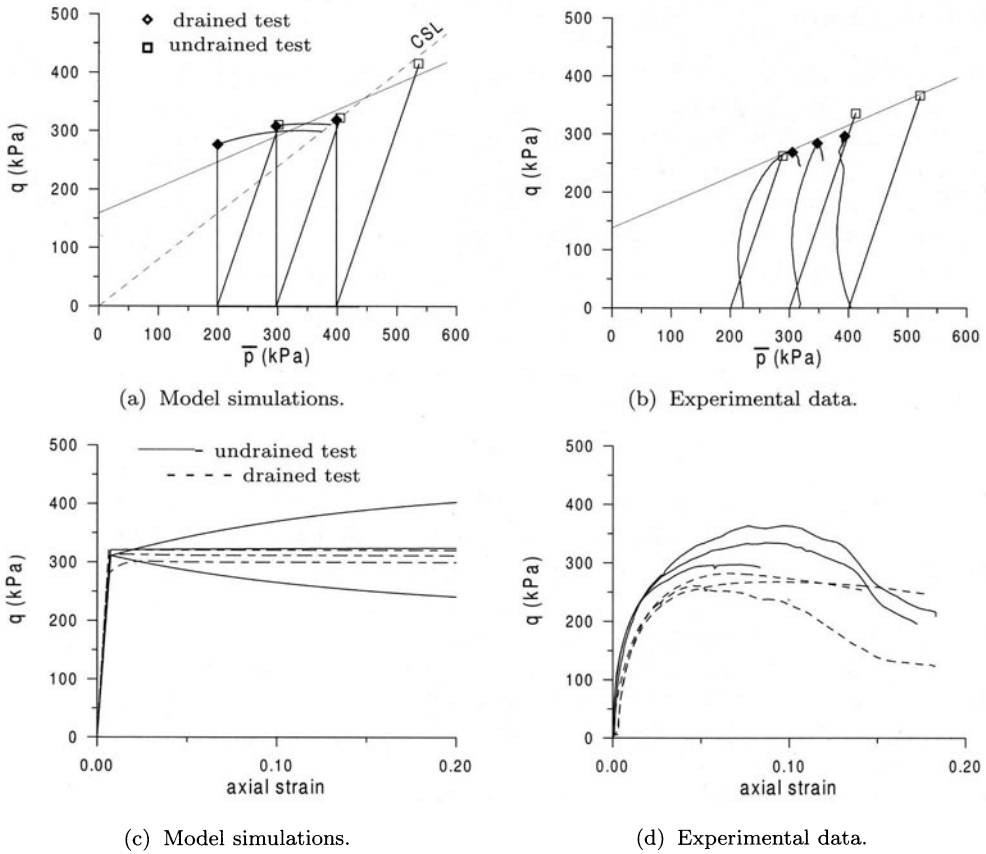 500
400
300
200
100
0
q (kPa)
drained test
undrained test
CSL
0 100 200 300 400 500 600
p (kPa)
(a) Model simulations.
500
400
300
200
100
0
q (kPa)
0 100 200 300 400 500 600
p (kPa)
(b) Experimental data.
500
400
300
200
100
0
q (kPa)
undrained test
drained test
0.00 0.10 0.20
axial strain
(c) Model simulations.
500
400
300
200
100
0
q (kPa)
0.00 0.10 0.20
axial strain
(d) Experimental data.